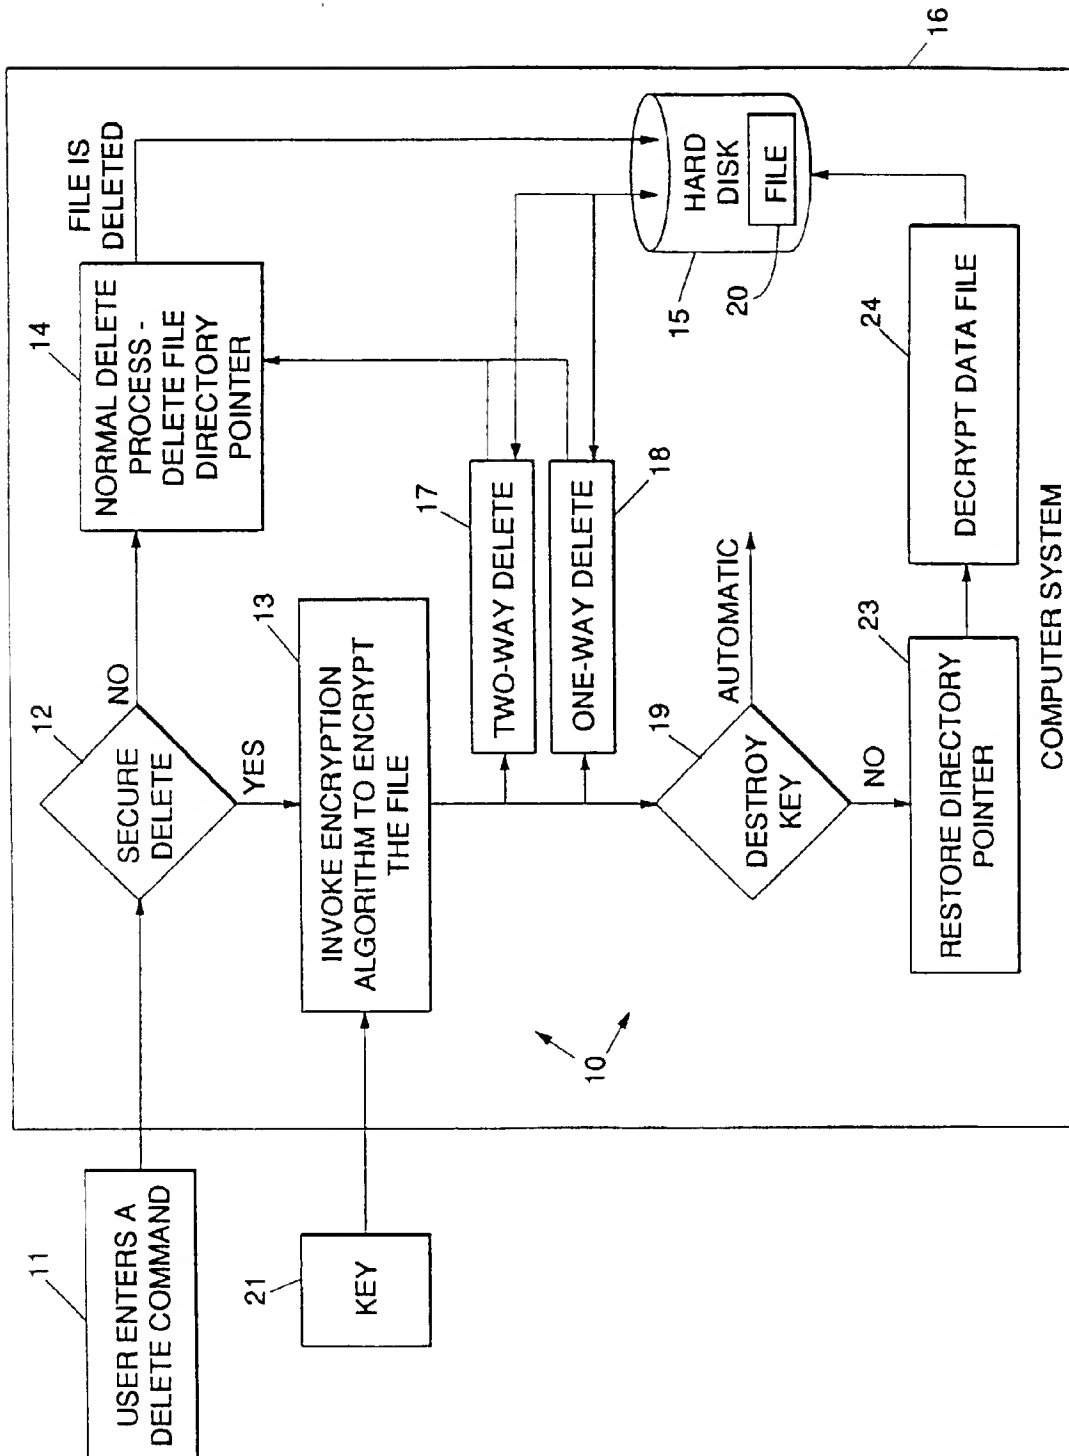 11
USER ENTERS A
DELETE COMMAND
12
SECURE
DELETE
NO
YES
14
NORMAL DELETE
PROCESS -
DELETE FILE
DIRECTORY
POINTER
FILE IS
DELETED
21
KEY
13
INVOKE ENCRYPTION
ALGORITHM TO ENCRYPT
THE FILE
17
TWO-WAY DELETE
ONE-WAY DELETE
18
15
HARD
DISK
FILE
20
16
10
19
DESTROY
KEY
AUTOMATIC
NO
23
RESTORE DIRECTORY
POINTER
24
DECRYPT DATA FILE
COMPUTER SYSTEM